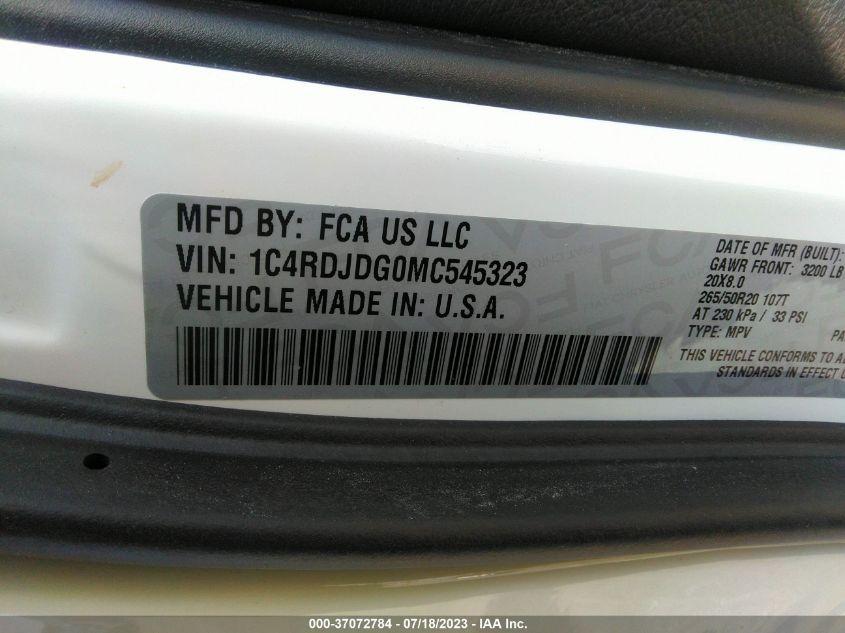 MFD BY: FCA US LLC
VIN: 1C4RDJDG0MC545323
VEHICLE MADE IN: U.S.A.
DATE OF MFR (BUILT):
GAWR FRONT: 3200 LB
20X8.0
265/50R20 107T
AT 230 kPa / 33 PSI
TYPE: MPV
THIS VEHICLE CONFORMS TO
STANDARDS IN EFFECT
000-37072784 - 07/18/2023 - IAA Inc.